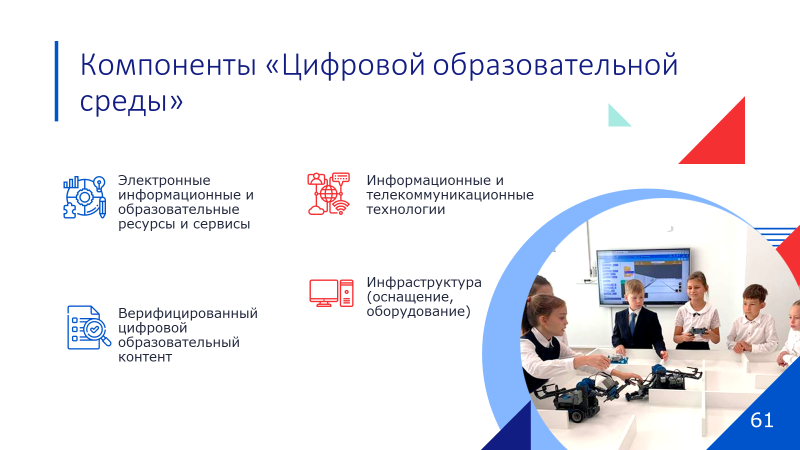 Компоненты «Цифровой образовательной
среды»
Электронные
информационные и
образовательные
ресурсы и сервисы
Информационные и
телекоммуникационные
технологии
Инфраструктура
(оснащение,
оборудование)
Верифицированный
цифровой
образовательный
контент
61